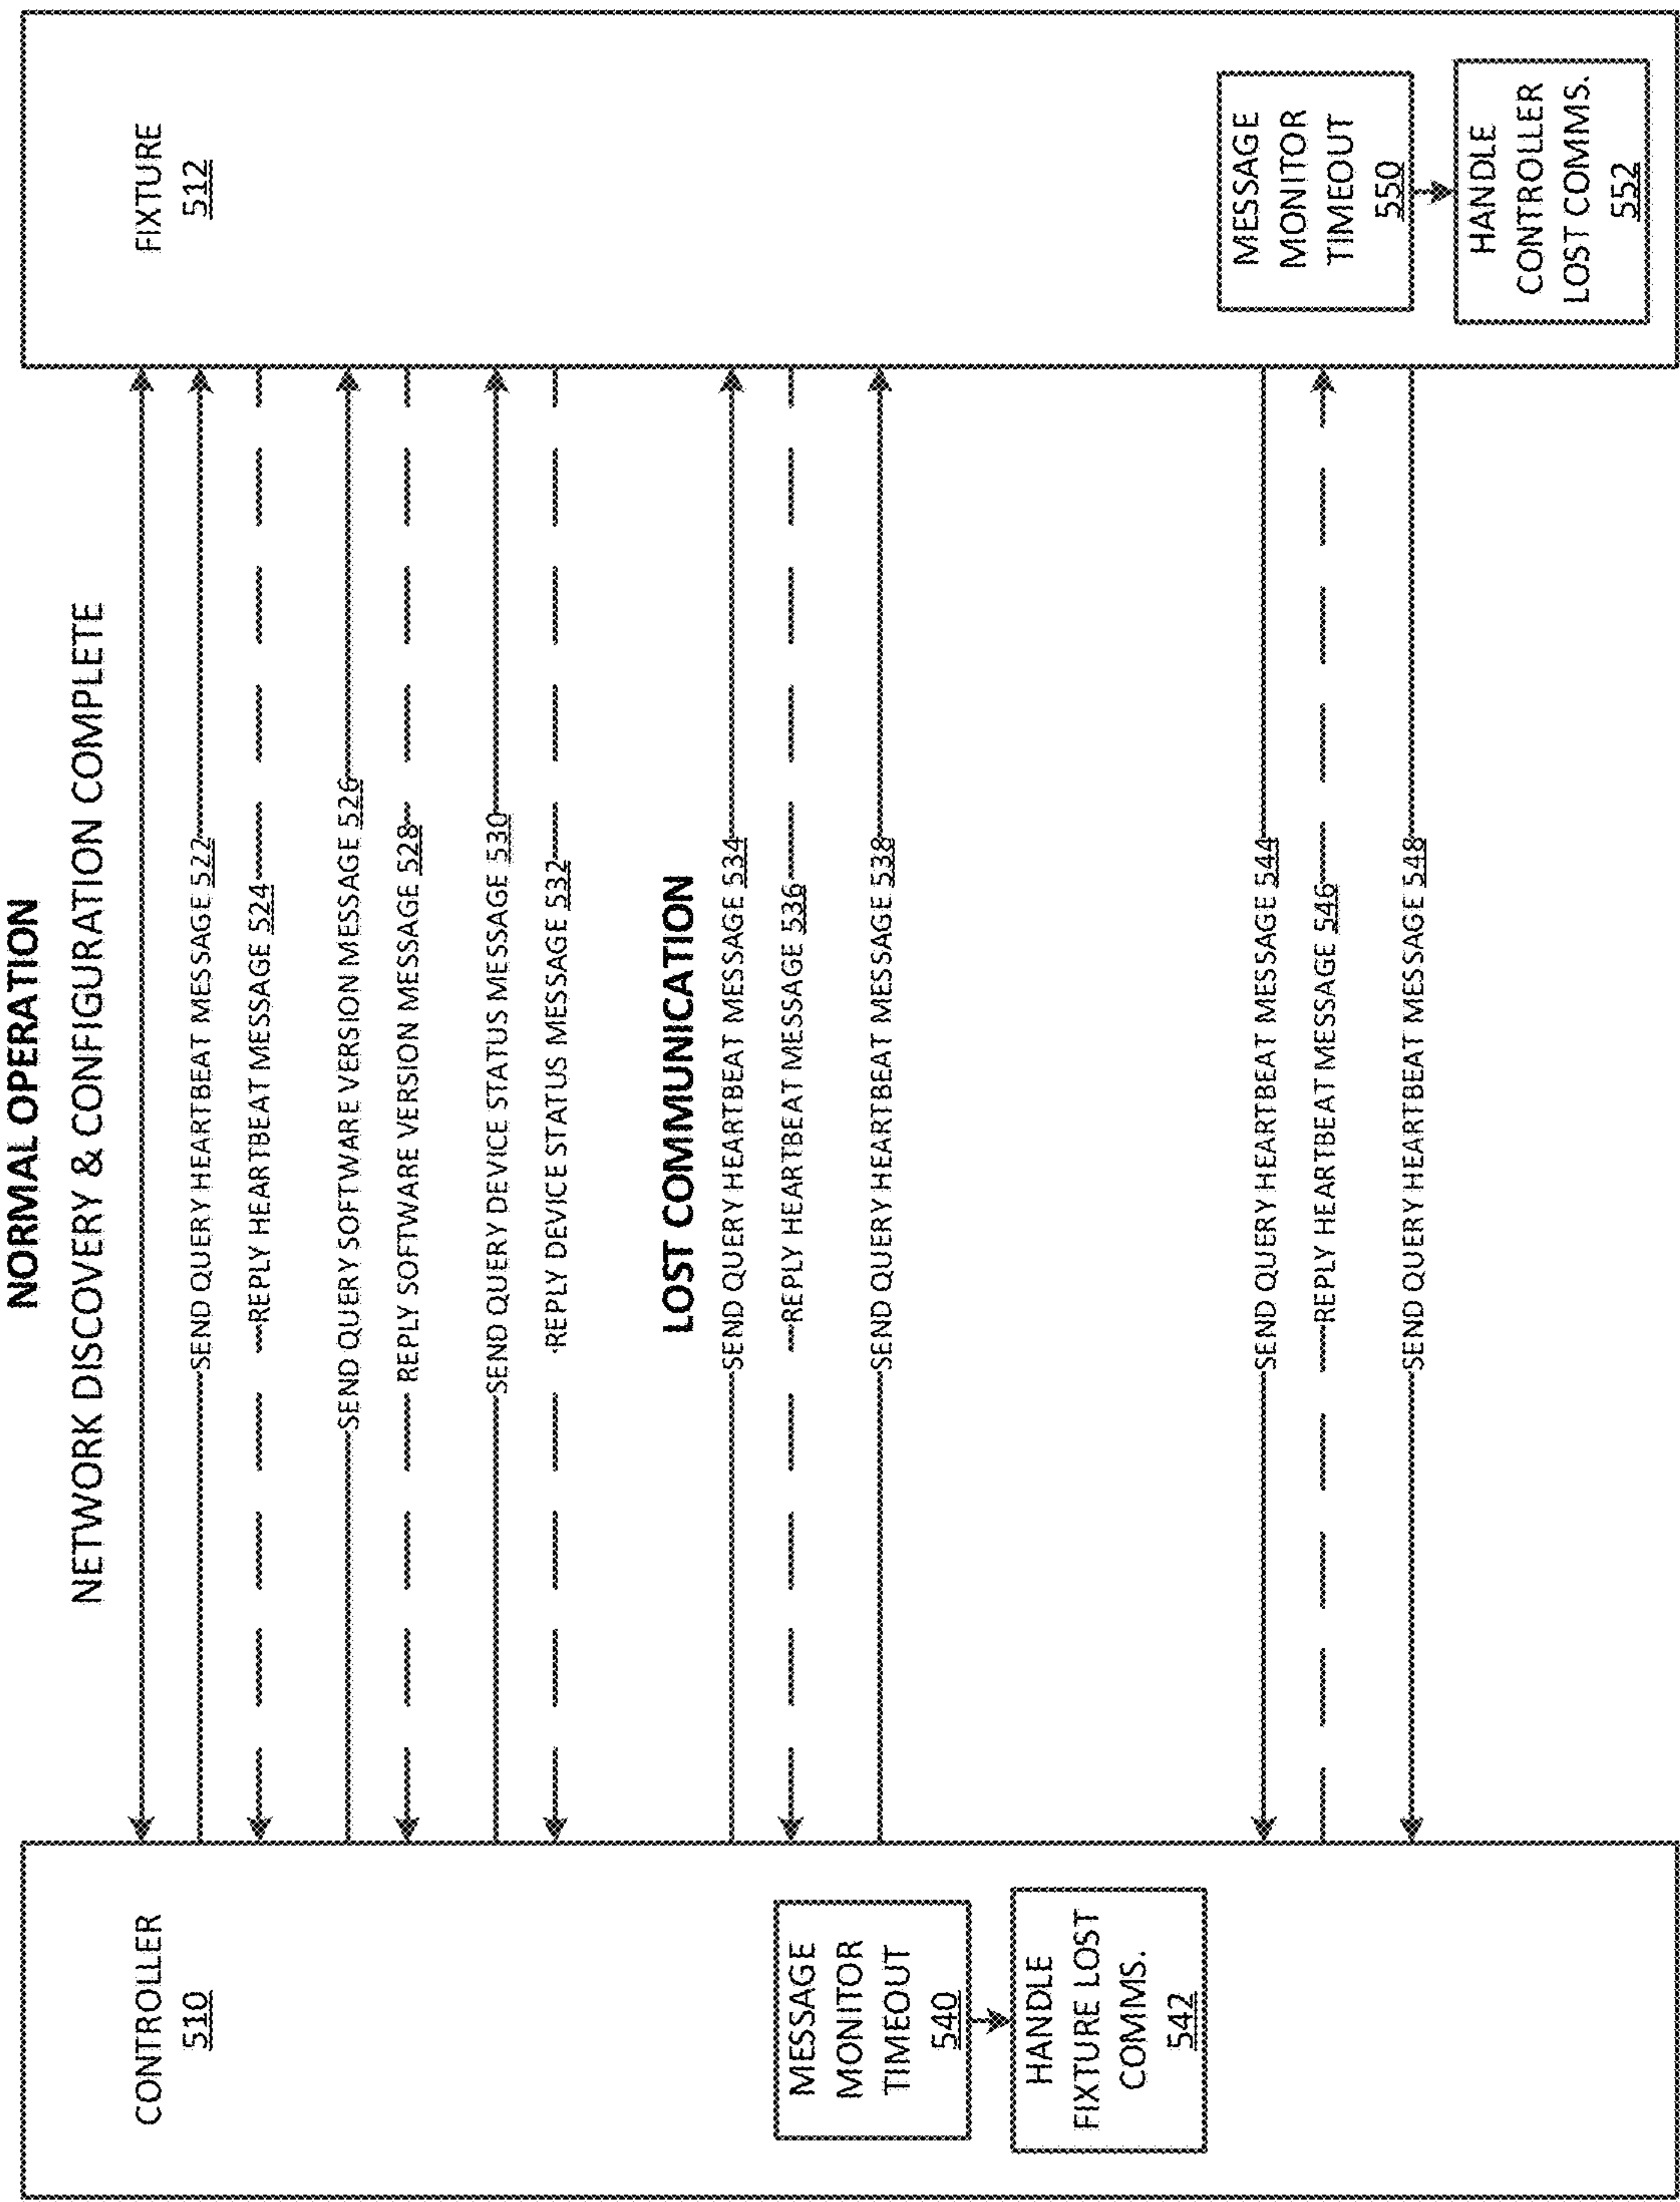 NORMAL OPERATION
NETWORK DISCOVERY & CONFIGURATION COMPLETE
CONTROLLER
510
FIXTURE
512
SEND QUERY HEARTBEAT MESSAGE 522
REPLY HEARTBEAT MESSAGE 524
SEND QUERY SOFTWARE VERSION MESSAGE 526
REPLY SOFTWARE VERSION MESSAGE 528
SEND QUERY DEVICE STATUS MESSAGE 530
REPLY DEVICE STATUS MESSAGE 532
LOST COMMUNICATION
SEND QUERY HEARTBEAT MESSAGE 534
REPLY HEARTBEAT MESSAGE 536
SEND QUERY HEARTBEAT MESSAGE 538
MESSAGE
MONITOR
TIMEOUT
540
HANDLE
FIXTURE LOST
COMMS.
542
SEND QUERY HEARTBEAT MESSAGE 544
REPLY HEARTBEAT MESSAGE 546
SEND QUERY HEARTBEAT MESSAGE 548
MESSAGE
MONITOR
TIMEOUT
550
HANDLE
CONTROLLER
LOST COMMS.
552